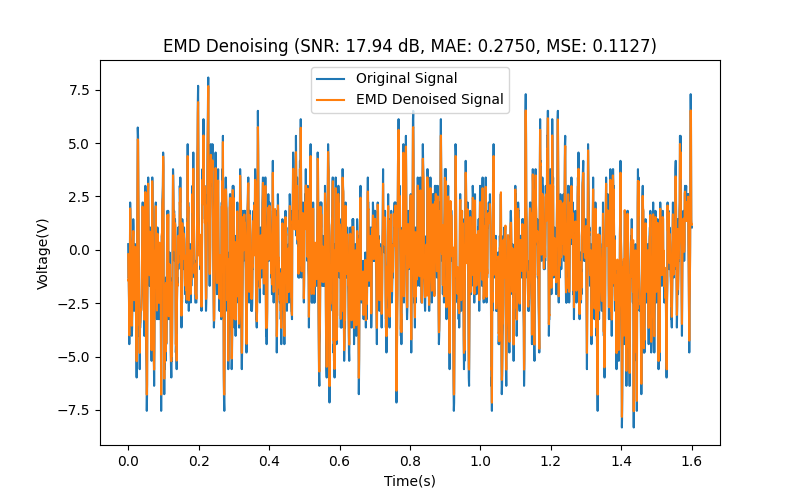 EMD Denoising (SNR: 17.94 dB, MAE: 0.2750, MSE: 0.1127)
Original Signal
EMD Denoised Signal
7.5
5.0
2.5
0.0
−2.5
−5.0
−7.5
Voltage(V)
0.0 0.2 0.4 0.6 0.8 1.0 1.2 1.4 1.6
Time(s)